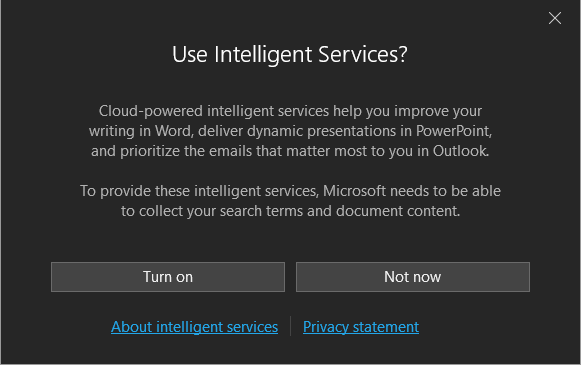 Use Intelligent Services?
Cloud-powered intelligent services help you improve your
writing in Word, deliver dynamic presentations in PowerPoint,
and prioritize the emails that matter most to you in Outlook.
To provide these intelligent services, Microsoft needs to be able
to collect your search terms and document content.
Turn on
Not now
About intelligent services
Privacy statement